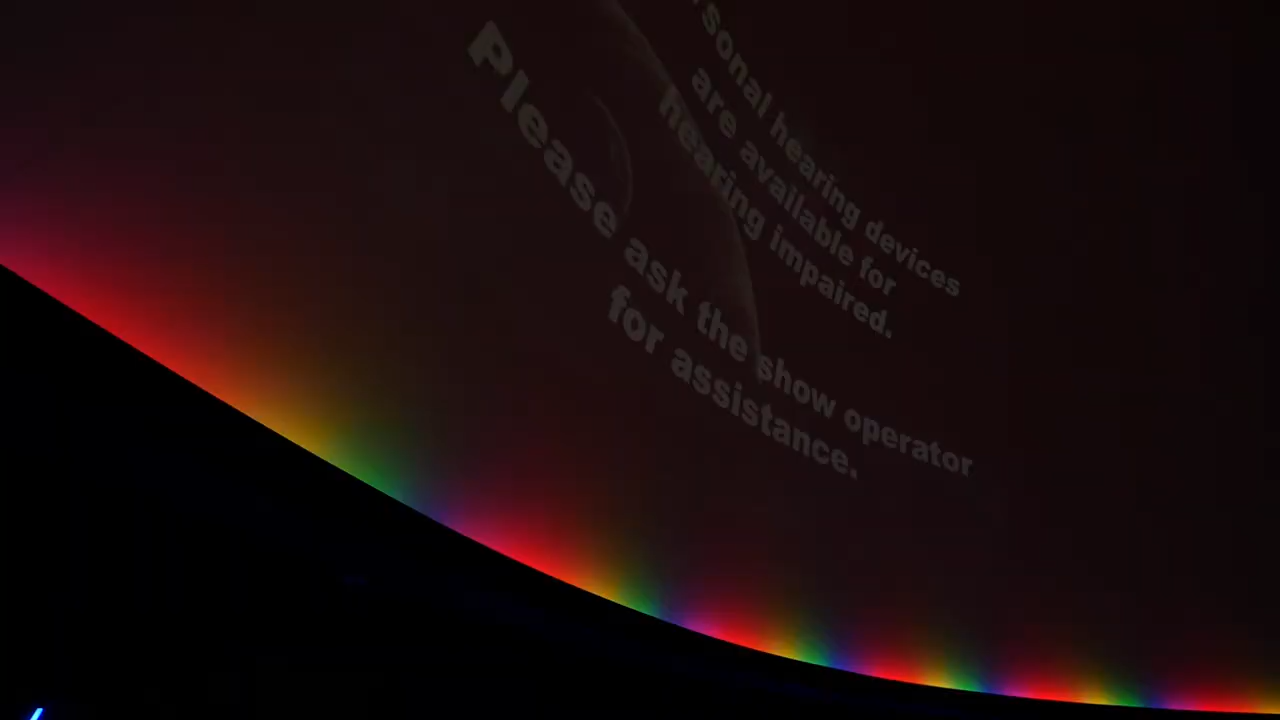 sonal hearing devices
are available for
hearing impaired.
Please ask the show operator
for assistance.